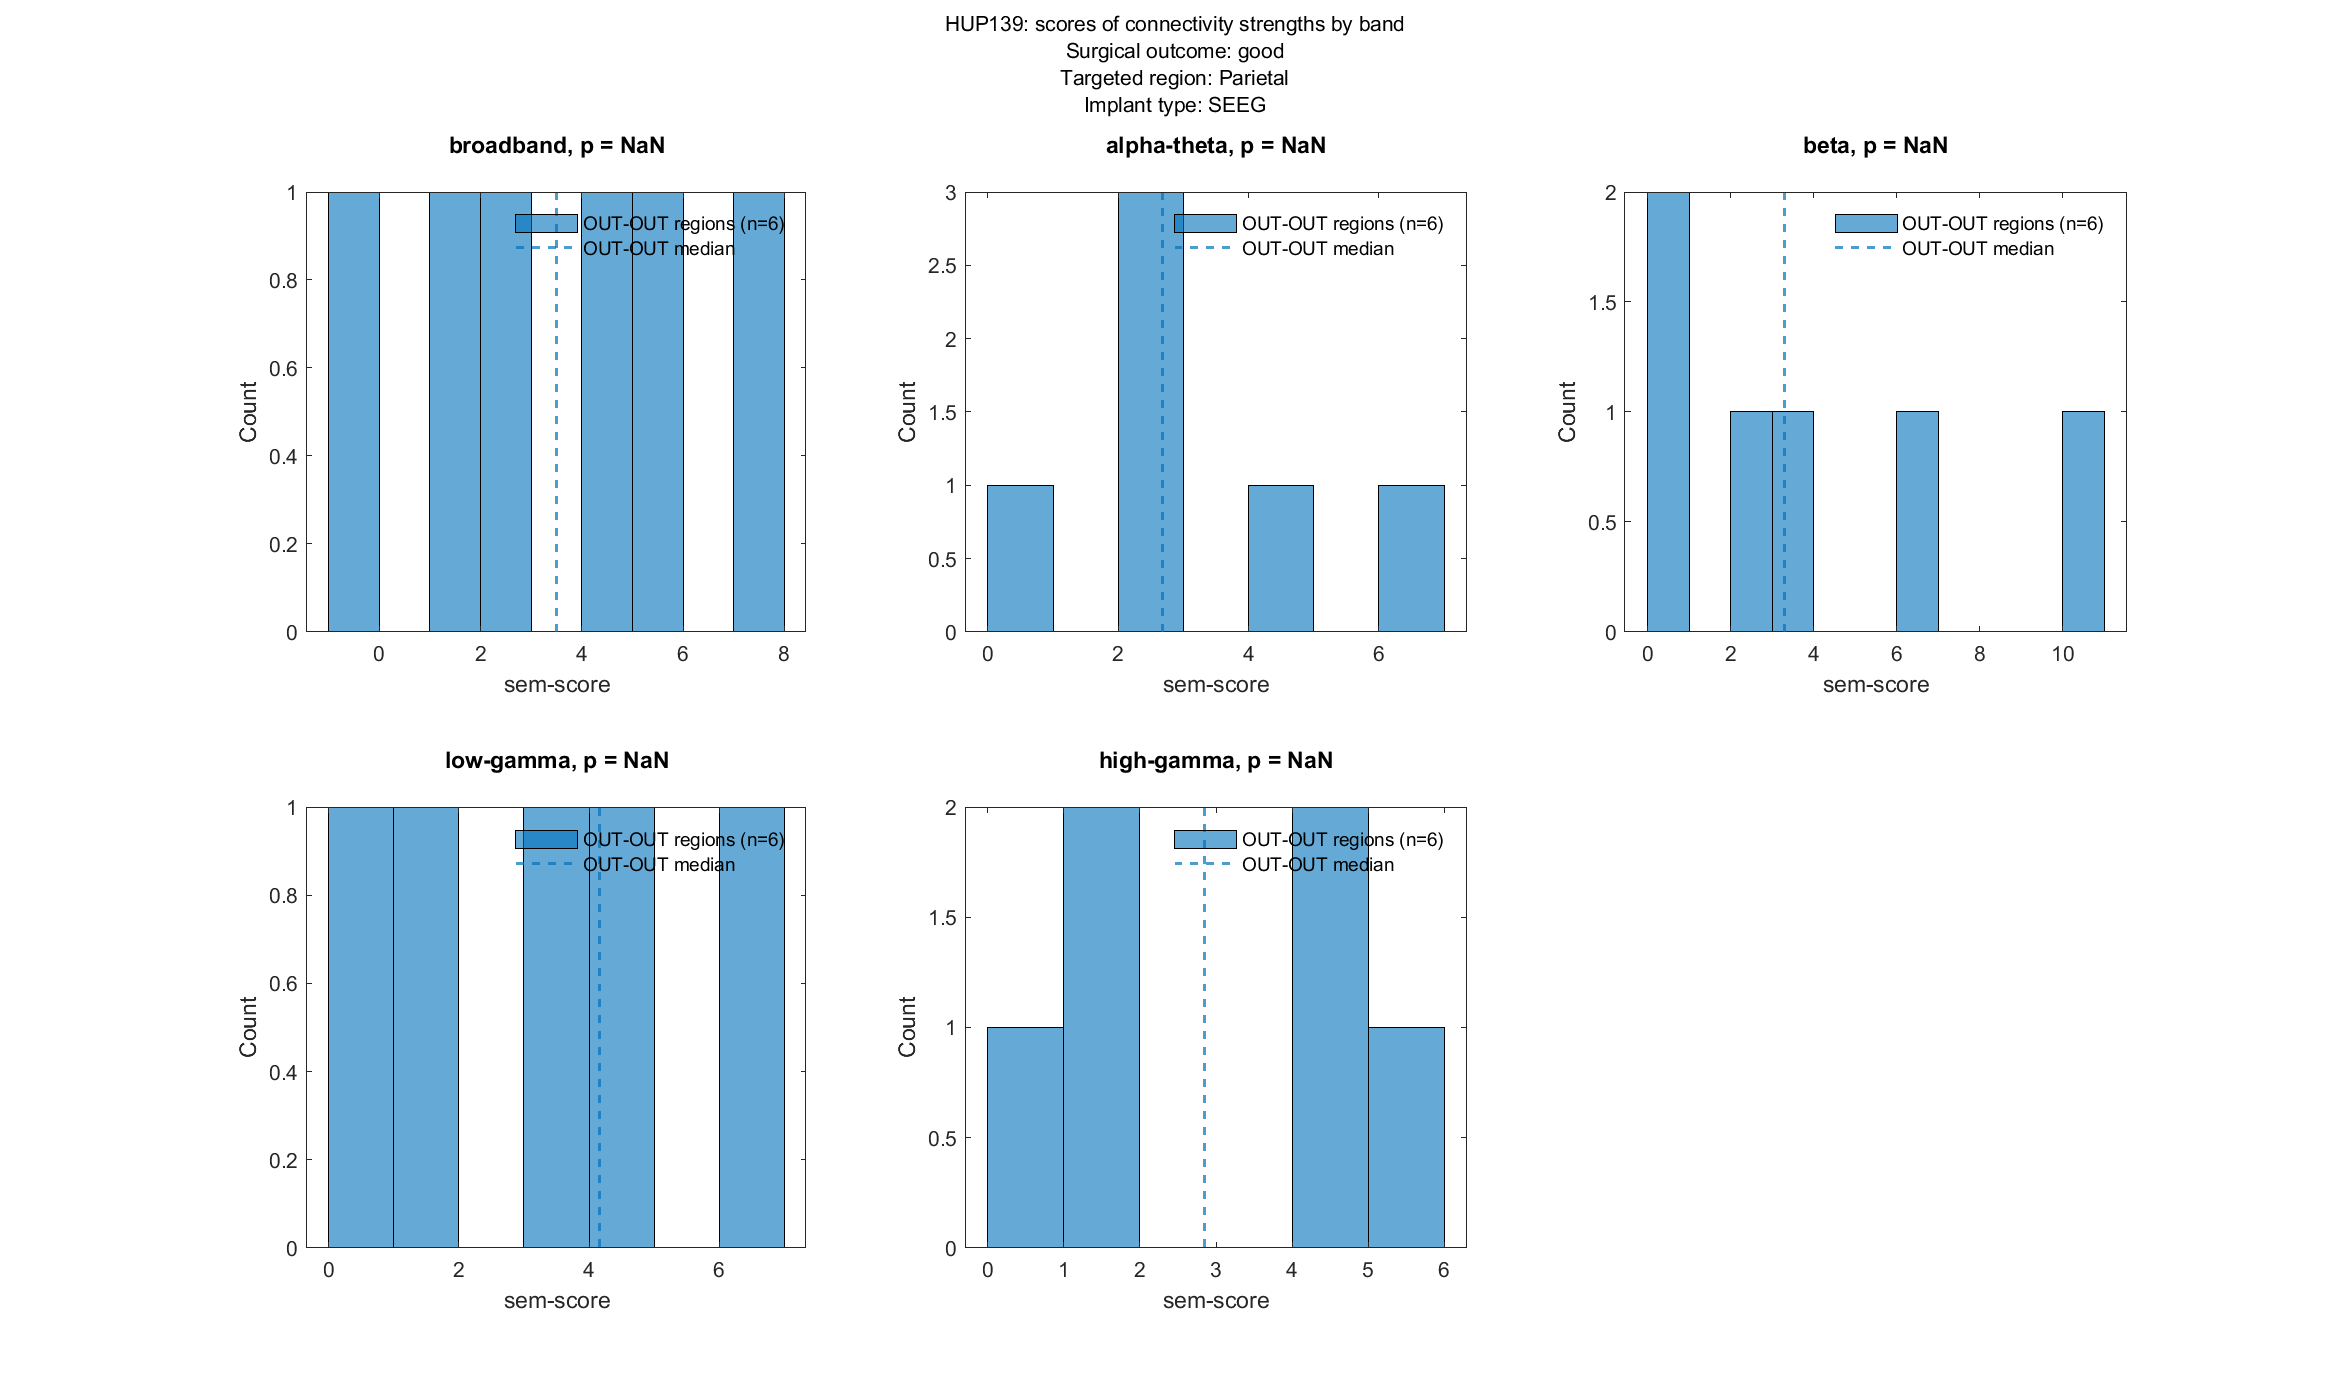 HUP139: scores of connectivity strengths by band
Surgical outcome: good
Targeted region: Parietal
Implant type: SEEG
broadband, p = NaN
1
0.8
0.6
0.4
0.2
0
Count
OUT-OUT regions (n=6)
OUT-OUT median
0 2 4 6 8
sem-score
alpha-theta, p = NaN
3
2.5
2
1.5
1
0.5
0
Count
OUT-OUT regions (n=6)
OUT-OUT median
0 2 4 6
sem-score
beta, p = NaN
2
1.5
1
0.5
0
Count
OUT-OUT regions (n=6)
OUT-OUT median
0 2 4 6 8 10
sem-score
low-gamma, p = NaN
1
0.8
0.6
0.4
0.2
0
Count
OUT-OUT regions (n=6)
OUT-OUT median
0 2 4 6
sem-score
high-gamma, p = NaN
2
1.5
1
0.5
0
Count
OUT-OUT regions (n=6)
OUT-OUT median
0 1 2 3 4 5 6
sem-score